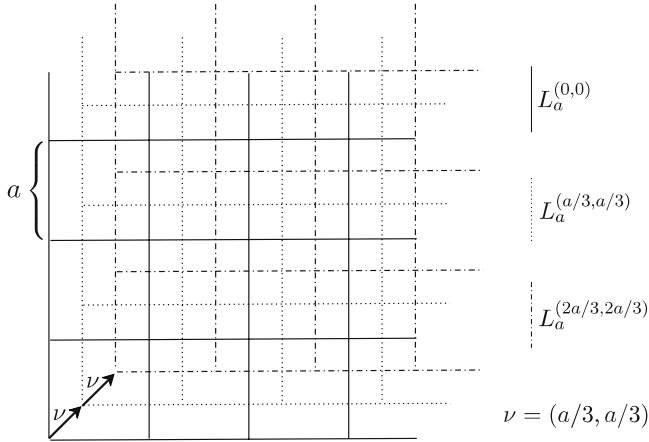 L_a^{(0,0)}
a
L_a^{(a/3,a/3)}
L_a^{(2a/3,2a/3)}
ν
ν
ν = (a/3, a/3)